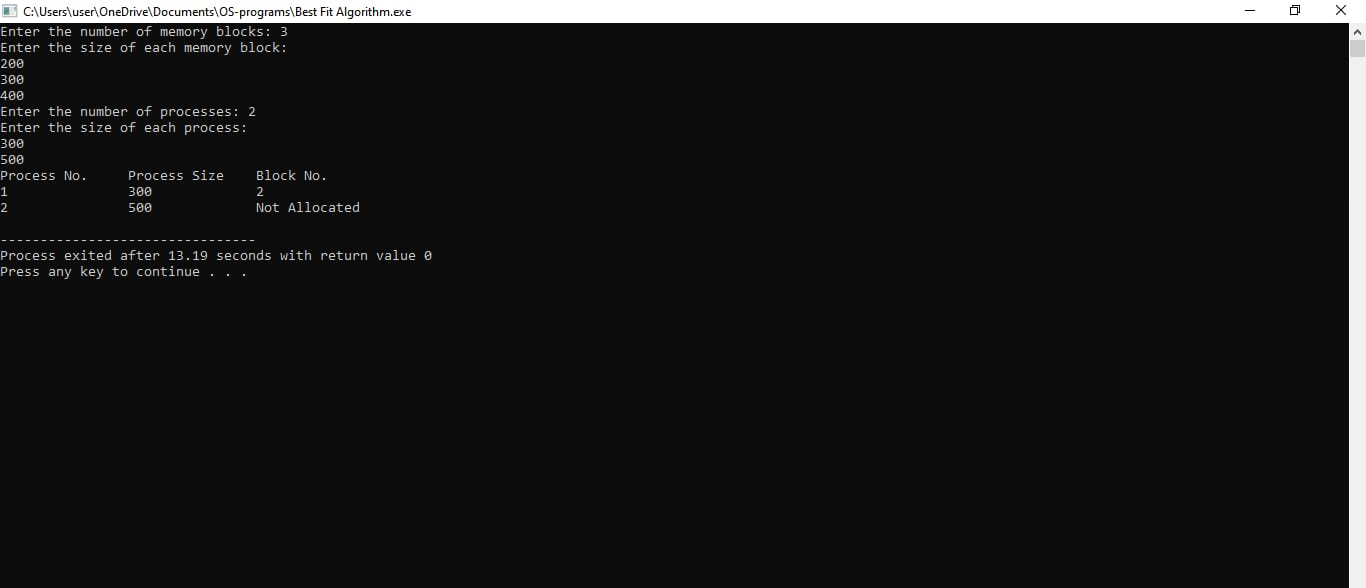 C:\Users\user\OneDrive\Documents\OS-programs\Best Fit Algorithm.exe
Enter the number of memory blocks: 3
Enter the size of each memory block:
200
300
400
Enter the number of processes: 2
Enter the size of each process:
300
500
Process No.     Process Size    Block No.
1               300             2
2               500             Not Allocated
--------------------------------
Process exited after 13.19 seconds with return value 0
Press any key to continue . . .